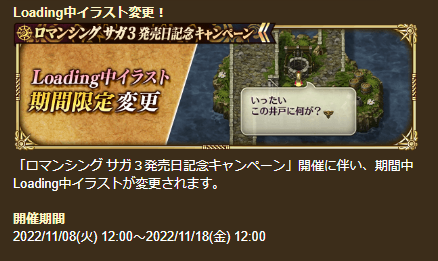 Loading中イラスト変更！
ロマンシング サガ３発売日記念キャンペーン
Loading中イラスト
期間限定変更
いったい
この井戸に何が？
「ロマンシング サガ３発売日記念キャンペーン」開催に伴い、期間中
Loading中イラストが変更されます。
開催期間
2022/11/08(火) 12:00～2022/11/18(金) 12:00